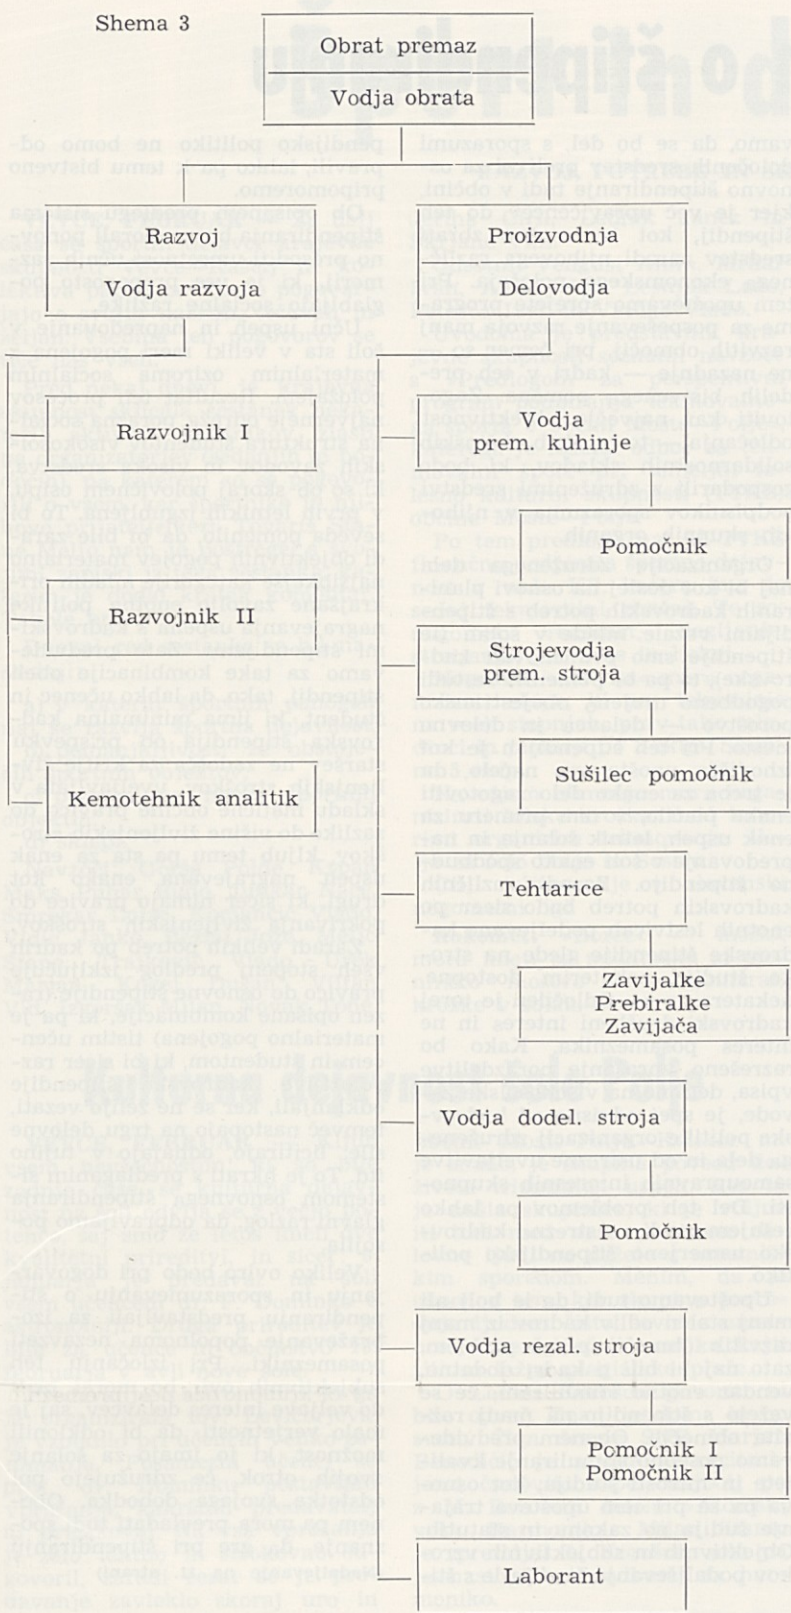 Shema 3
Obrat premaz
Vodja obrata
Razvoj
Vodja razvoja
Proizvodnja
Delovodja
Razvojnik I
Razvojnik II
Kemotehnik analitik
Vodja
prem. kuhinje
Pomočnik
Strojevodja
prem. stroja
Sušilec pomočnik
Tehtarice
Zavijalke
Prebiralke
Zavijača
Vodja dodel. stroja
Pomočnik
Vodja rezal. stroja
Pomočnik I
Pomočnik II
Laborant